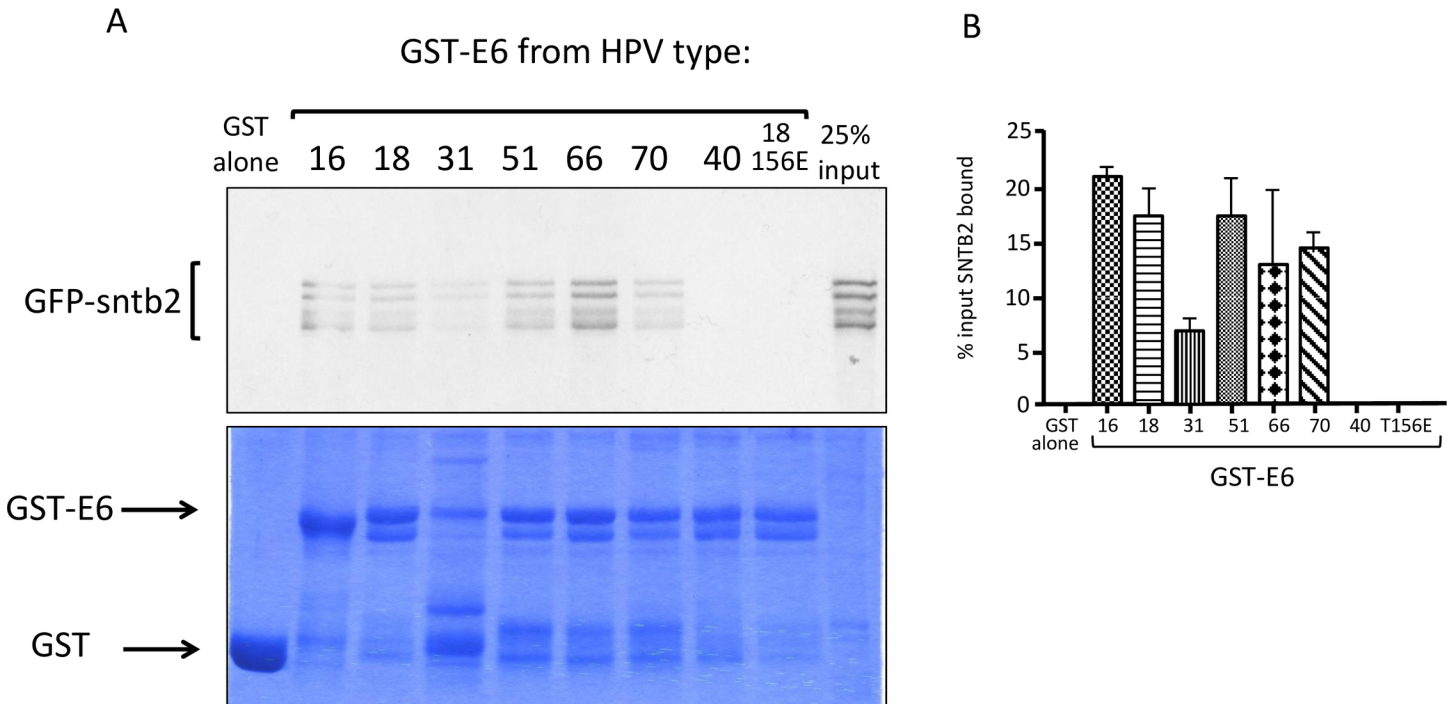 A
GST-E6 from HPV type:
GST
alone
16
18
31
51
66
70
40
18
156E
25%
input
GFP-sntb2
GST-E6
GST
B
% input SNTB2 bound
25
20
15
10
5
0
GST
alone
16
18
31
51
66
70
40
T156E
GST-E6